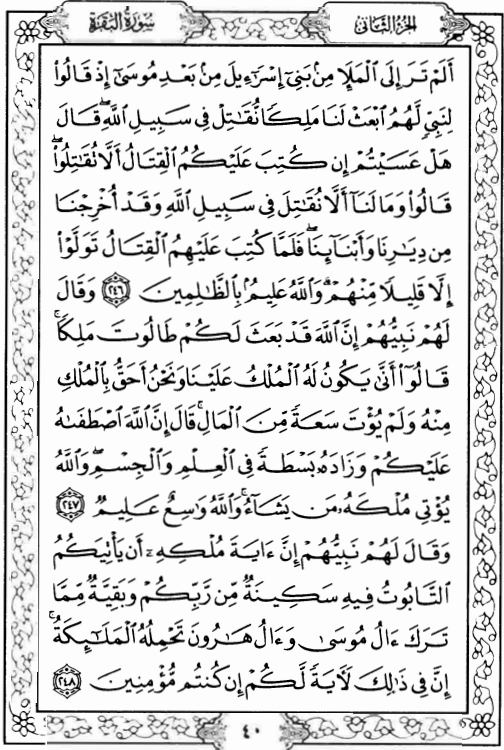 الجزء الثاني
سورة البقرة
أَلَمْ تَرَ إِلَى ٱلْمَلَإِ مِنۢ بَنِىٓ إِسْرَٰٓءِيلَ مِنۢ بَعْدِ مُوسَىٰٓ إِذْ قَالُوا۟
لِنَبِىٍّ لَّهُمُ ٱبْعَثْ لَنَا مَلِكًا نُّقَٰتِلْ فِى سَبِيلِ ٱللَّهِ ۖ قَالَ
هَلْ عَسَيْتُمْ إِن كُتِبَ عَلَيْكُمُ ٱلْقِتَالُ أَلَّا تُقَٰتِلُوا۟ ۖ
قَالُوا۟ وَمَا لَنَآ أَلَّا نُقَٰتِلَ فِى سَبِيلِ ٱللَّهِ وَقَدْ أُخْرِجْنَا
مِن دِيَٰرِنَا وَأَبْنَآئِنَا ۖ فَلَمَّا كُتِبَ عَلَيْهِمُ ٱلْقِتَالُ تَوَلَّوْا۟
إِلَّا قَلِيلًا مِّنْهُمْ ۗ وَٱللَّهُ عَلِيمٌۢ بِٱلظَّٰلِمِينَ ٢٤٦ وَقَالَ
لَهُمْ نَبِيُّهُمْ إِنَّ ٱللَّهَ قَدْ بَعَثَ لَكُمْ طَالُوتَ مَلِكًا ۚ
قَالُوٓا۟ أَنَّىٰ يَكُونُ لَهُ ٱلْمُلْكُ عَلَيْنَا وَنَحْنُ أَحَقُّ بِٱلْمُلْكِ
مِنْهُ وَلَمْ يُؤْتَ سَعَةً مِّنَ ٱلْمَالِ ۚ قَالَ إِنَّ ٱللَّهَ ٱصْطَفَىٰهُ
عَلَيْكُمْ وَزَادَهُۥ بَسْطَةً فِى ٱلْعِلْمِ وَٱلْجِسْمِ ۖ وَٱللَّهُ
يُؤْتِى مُلْكَهُۥ مَن يَشَآءُ ۚ وَٱللَّهُ وَٰسِعٌ عَلِيمٌ ٢٤٧
وَقَالَ لَهُمْ نَبِيُّهُمْ إِنَّ ءَايَةَ مُلْكِهِۦٓ أَن يَأْتِيَكُمُ
ٱلتَّابُوتُ فِيهِ سَكِينَةٌ مِّن رَّبِّكُمْ وَبَقِيَّةٌ مِّمَّا
تَرَكَ ءَالُ مُوسَىٰ وَءَالُ هَٰرُونَ تَحْمِلُهُ ٱلْمَلَٰٓئِكَةُ ۚ
إِنَّ فِى ذَٰلِكَ لَءَايَةً لَّكُمْ إِن كُنتُم مُّؤْمِنِينَ ٢٤٨
٤٠